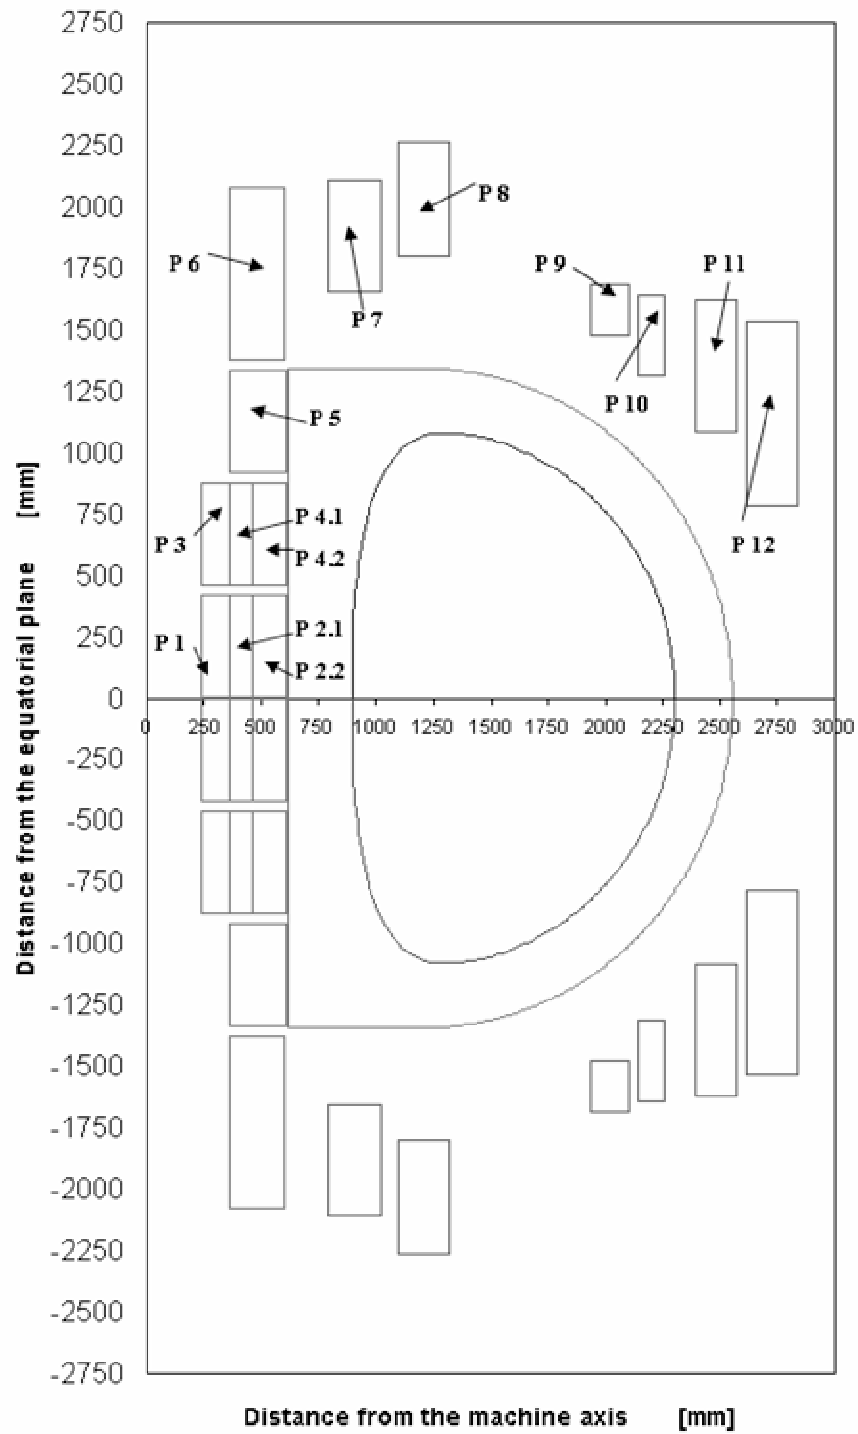 2750
2500
2250
2000
1750
1500
1250
1000
750
500
250
0
-250
-500
-750
-1000
-1250
-1500
-1750
-2000
-2250
-2500
-2750
Distance from the equatorial plane [mm]
P 8
P 6
P 9
P 11
P 7
P 10
P 5
P 4.1
P 3
P 4.2
P 12
P 2.1
P 1
P 2.2
0 250 500 750 1000 1250 1500 1750 2000 2250 2500 2750 3000
Distance from the machine axis [mm]